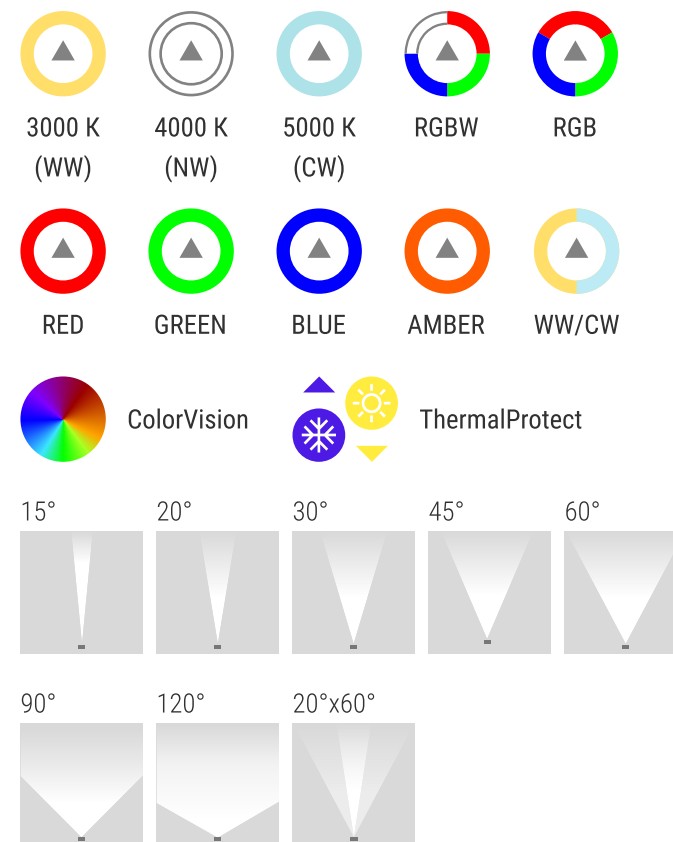 3000 K 4000 K 5000 K RGBW RGB
(WW) (NW) (CW)
RED GREEN BLUE AMBER WW/CW
ColorVision ThermalProtect
15° 20° 30° 45° 60°
90° 120° 20°x60°